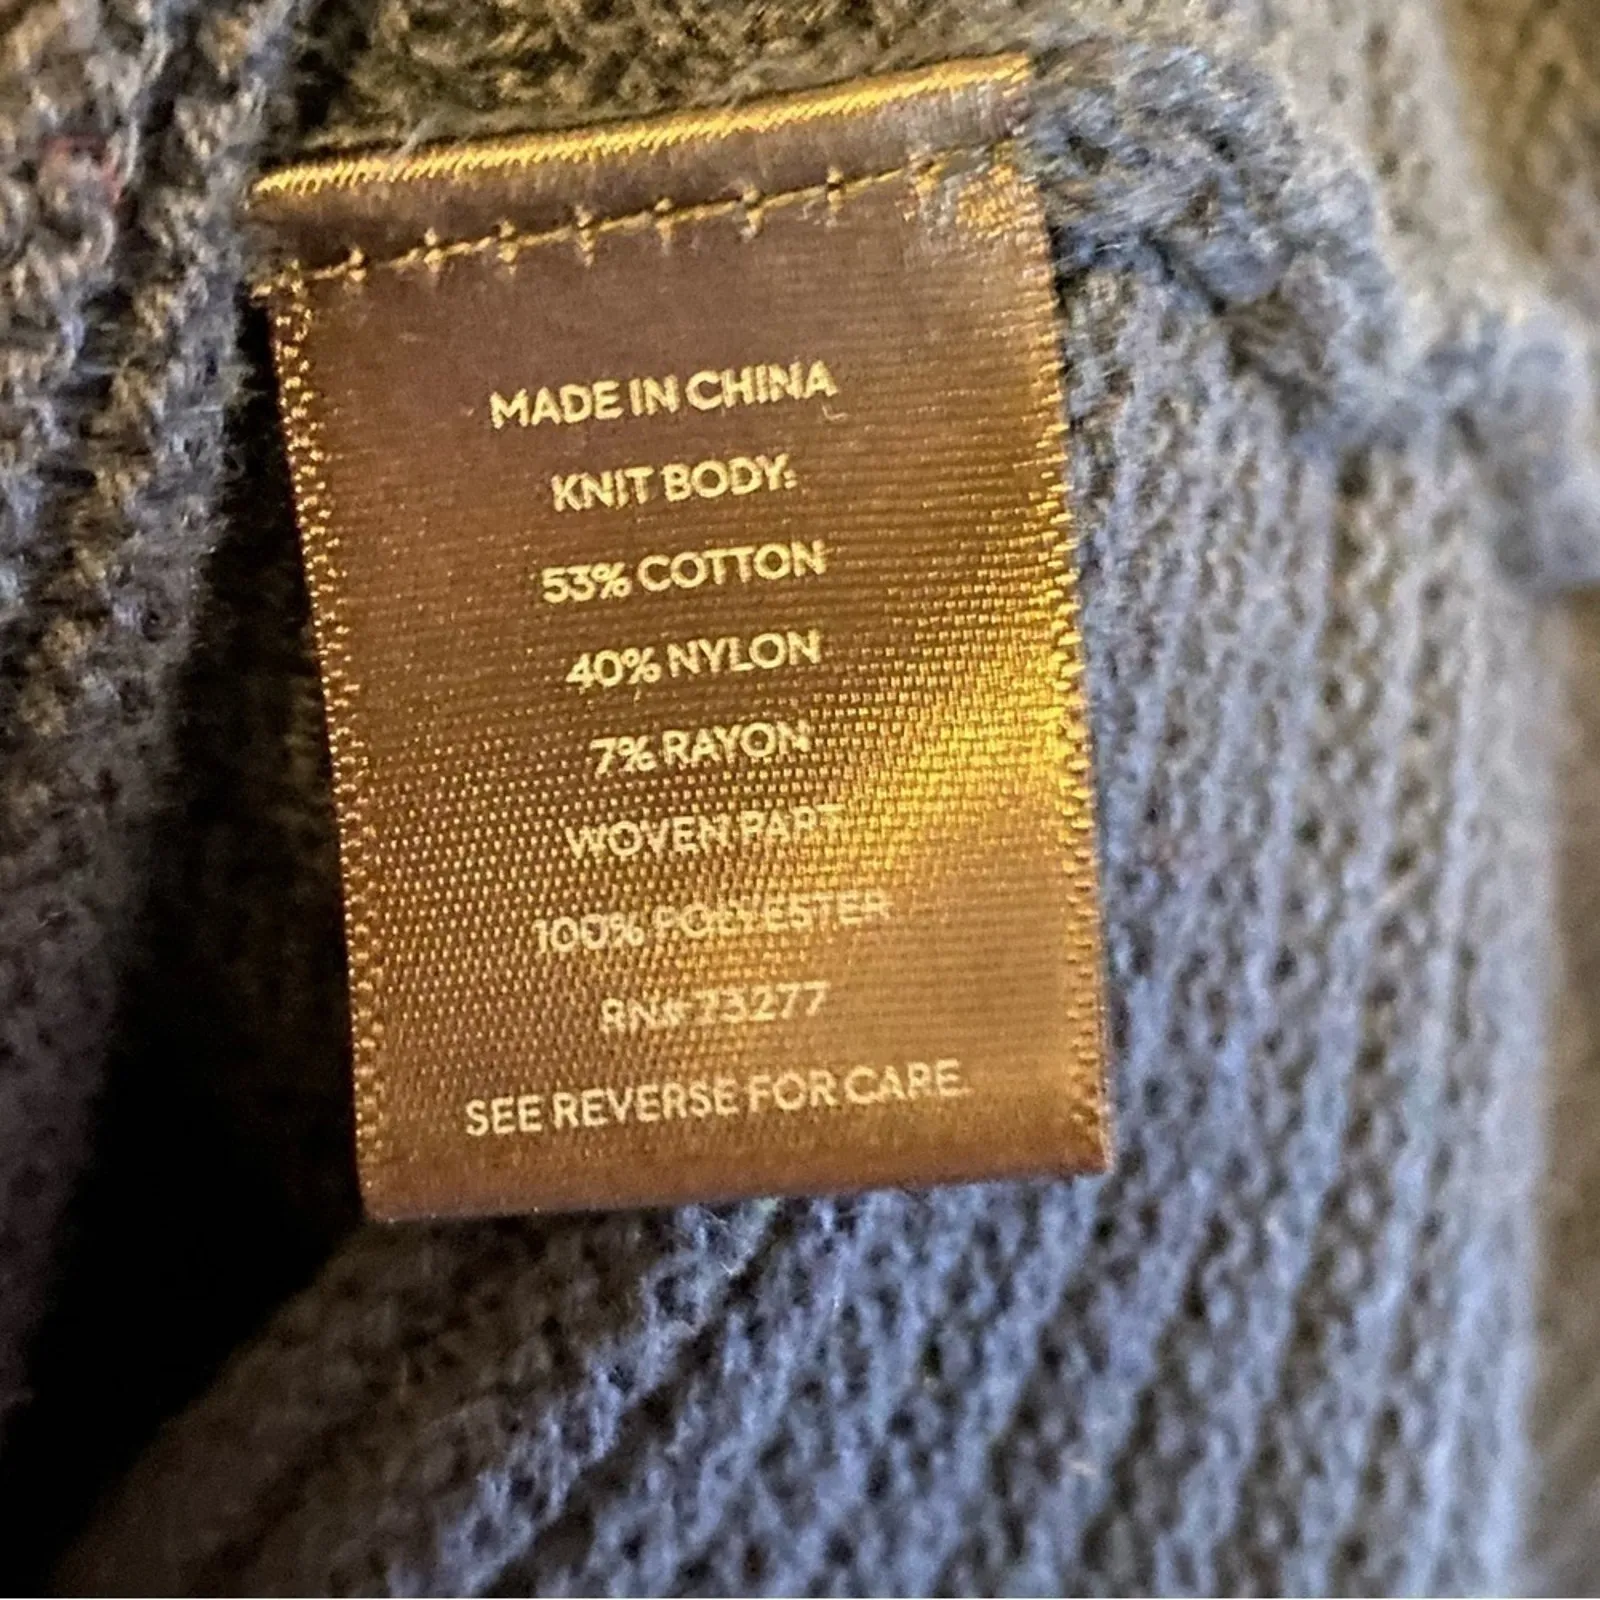 MADE IN CHINA
KNIT BODY:
53% COTTON
40% NYLON
7% RAYON
WOVEN PART
100% POLYESTER
RN# 73277
SEE REVERSE FOR CARE